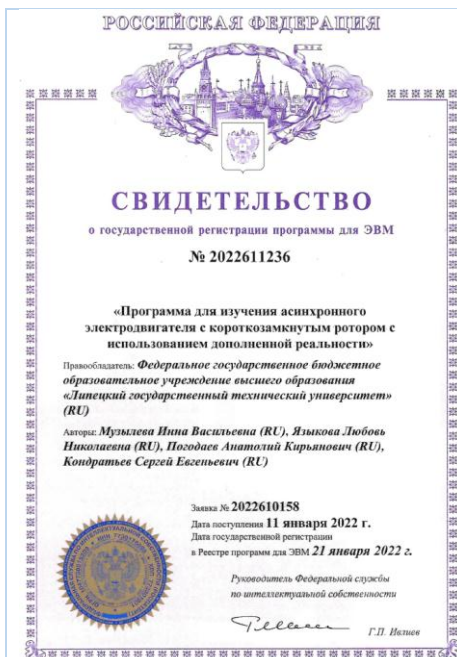 РОССИЙСКАЯ ФЕДЕРАЦИЯ
СВИДЕТЕЛЬСТВО
о государственной регистрации программы для ЭВМ
№ 2022611236
«Программа для изучения асинхронного
электродвигателя с короткозамкнутым ротором с
использованием дополненной реальности»
Правообладатель: Федеральное государственное бюджетное
образовательное учреждение высшего образования
«Липецкий государственный технический университет»
(RU)
Авторы: Музылева Инна Васильевна (RU), Языкова Любовь
Николаевна (RU), Погодаев Анатолий Кирьянович (RU),
Кондратьев Сергей Евгеньевич (RU)
Заявка № 2022610158
Дата поступления 11 января 2022 г.
Дата государственной регистрации
в Реестре программ для ЭВМ 21 января 2022 г.
Руководитель Федеральной службы
по интеллектуальной собственности
Г.П. Ивлиев